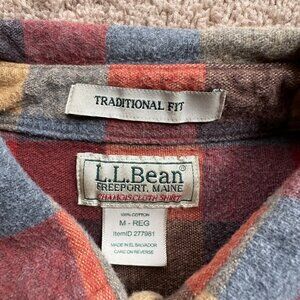 TRADITIONAL FIT
L.L.Bean
FREEPORT, MAINE
CHAMOIS CLOTH SHIRT
100% COTTON
M - REG
ItemID 277981
MADE IN EL SALVADOR
CARE ON REVERSE